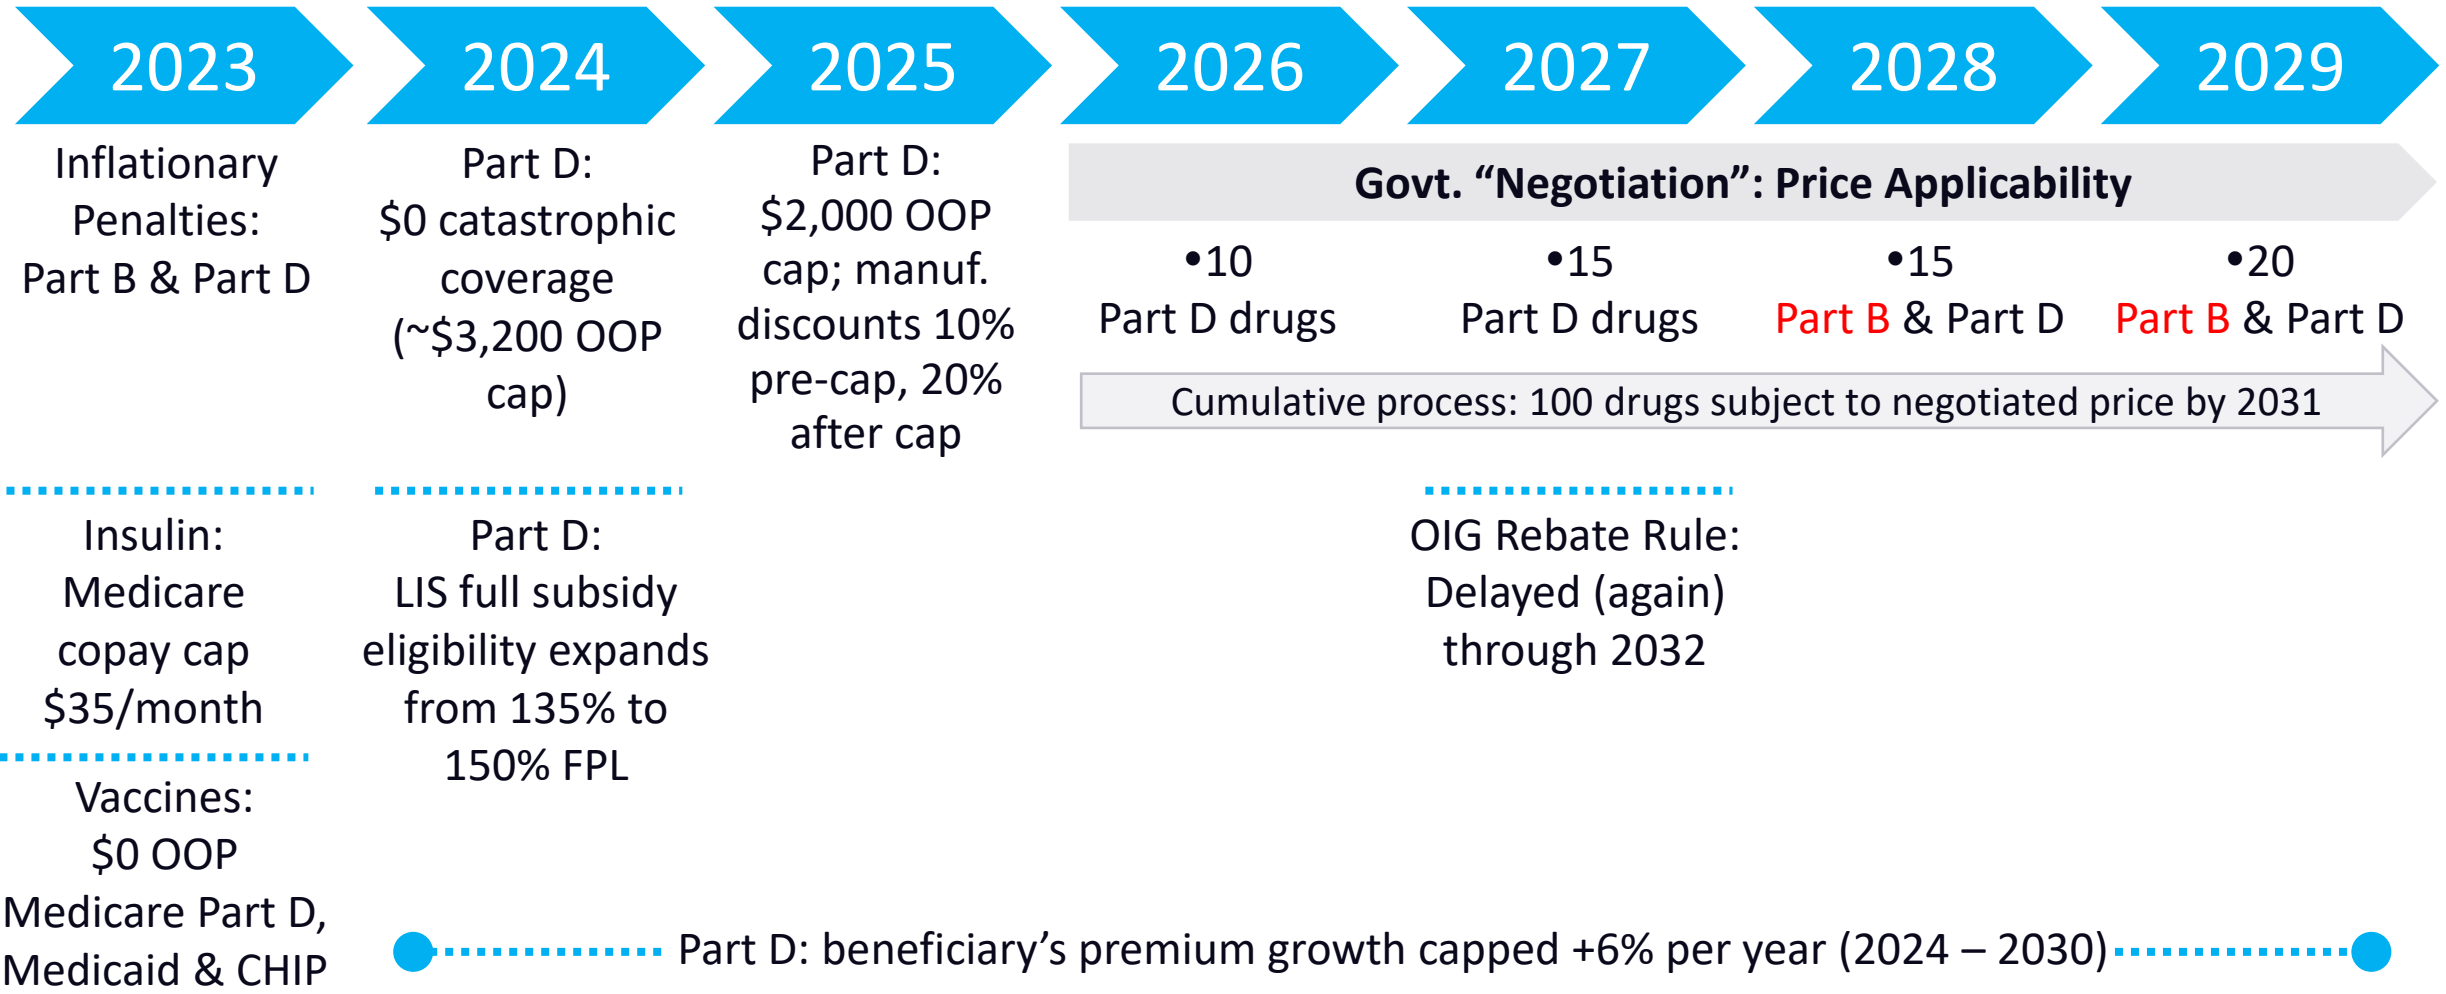 2023
2024
2025
2026
2027
2028
2029
Inflationary
Penalties:
Part B & Part D
Insulin:
Medicare
copay cap
$35/month
Vaccines:
$0 OOP
Medicare Part D,
Medicaid & CHIP
Part D:
$0 catastrophic
coverage
(~$3,200 OOP
cap)
Part D:
LIS full subsidy
eligibility expands
from 135% to
150% FPL
Part D:
$2,000 OOP
cap; manuf.
discounts 10%
pre-cap, 20%
after cap
Govt. “Negotiation”: Price Applicability
•10
Part D drugs
•15
Part D drugs
•15
Part B & Part D
•20
Part B & Part D
Cumulative process: 100 drugs subject to negotiated price by 2031
OIG Rebate Rule:
Delayed (again)
through 2032
Part D: beneficiary’s premium growth capped +6% per year (2024 – 2030)